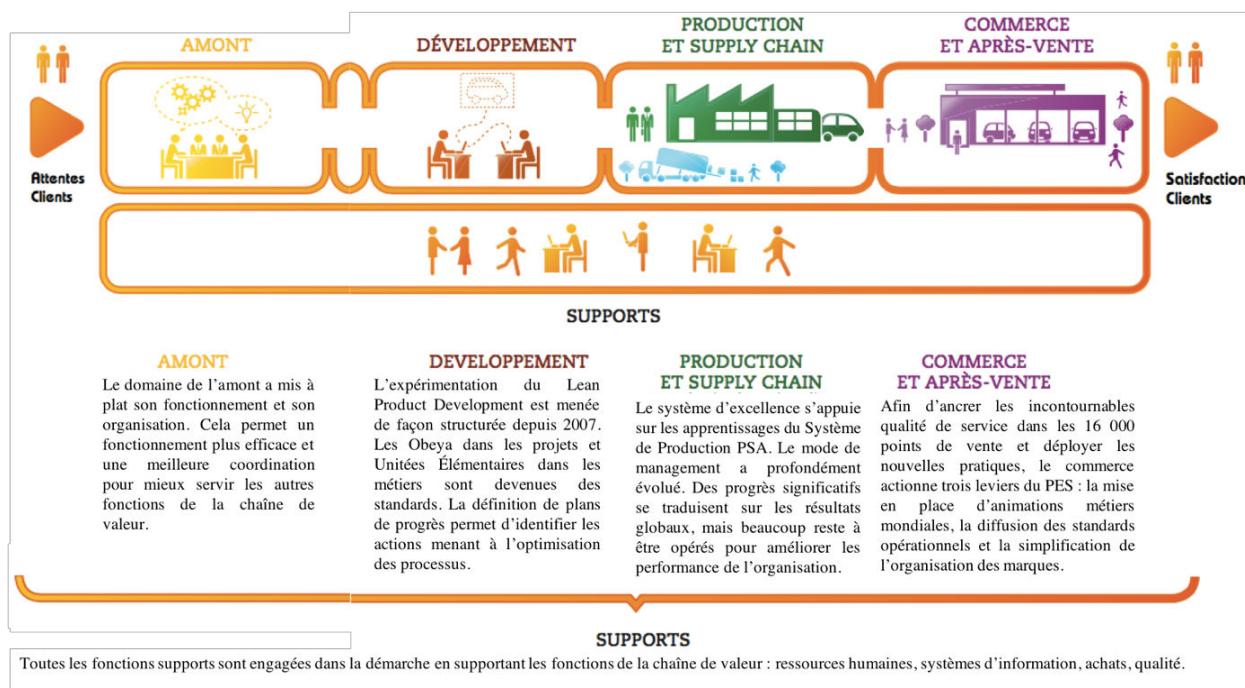 AMONT
DÉVELOPPEMENT
PRODUCTION
ET SUPPLY CHAIN
COMMERCE
ET APRÈS-VENTE
Attentes
Clients
Satisfaction
Clients
SUPPORTS
AMONT
Le domaine de l’amont a mis à
plat son fonctionnement et son
organisation. Cela permet un
fonctionnement plus efficace et
une meilleure coordination
pour mieux servir les autres
fonctions de la chaîne de
valeur.
DEVELOPPEMENT
L’expérimentation du Lean
Product Development est menée
de façon structurée depuis 2007.
Les Obeya dans les projets et
Unitées Élémentaires dans les
métiers sont devenues des
standards. La définition de plans
de progrès permet d’identifier les
actions menant à l’optimisation
des processus.
PRODUCTION
ET SUPPLY CHAIN
Le système d’excellence s’appuie
sur les apprentissages du Système
de Production PSA. Le mode de
management a profondément
évolué. Des progrès significatifs
se traduisent sur les résultats
globaux, mais beaucoup reste à
être opérés pour améliorer les
performance de l’organisation.
COMMERCE
ET APRÈS-VENTE
Afin d’ancrer les incontournables
qualité de service dans les 16 000
points de vente et déployer les
nouvelles pratiques, le commerce
actionne trois leviers du PES : la mise
en place d’animations métiers
mondiales, la diffusion des standards
opérationnels et la simplification de
l’organisation des marques.
SUPPORTS
Toutes les fonctions supports sont engagées dans la démarche en supportant les fonctions de la chaîne de valeur : ressources humaines, systèmes d’information, achats, qualité.